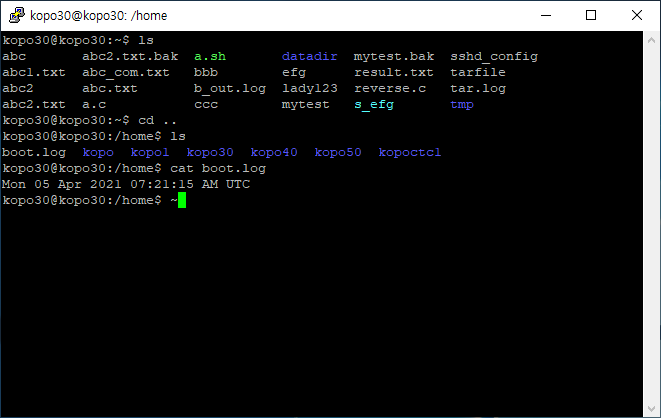 kopo30@kopo30: /home
kopo30@kopo30:~$ ls
abc abc2.txt.bak a.sh datadir mytest.bak sshd_config
abc1.txt abc_com.txt bbb efg result.txt tarfile
abc2 abc.txt b_out.log lady123 reverse.c tar.log
abc2.txt a.c ccc mytest s_efg tmp
kopo30@kopo30:~$ cd ..
kopo30@kopo30:/home$ ls
boot.log kopo kopo1 kopo30 kopo40 kopo50 kopoctcl
kopo30@kopo30:/home$ cat boot.log
Mon 05 Apr 2021 07:21:15 AM UTC
kopo30@kopo30:/home$ ~